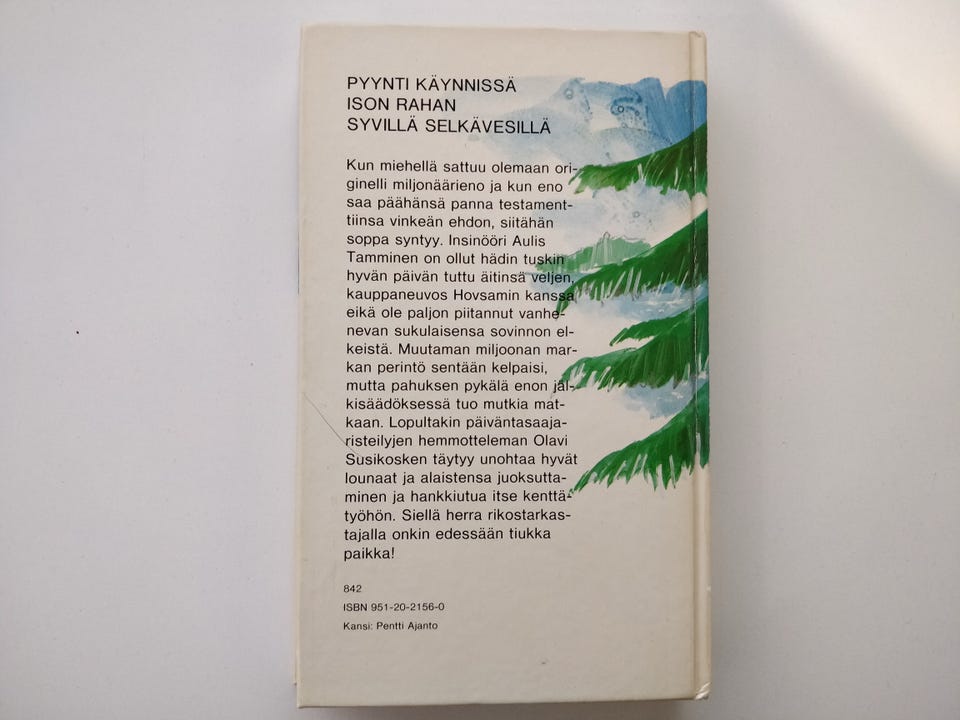 PYYNTI KÄYNNISSÄ
ISON RAHAN
SYVILLÄ SELKÄVESILLÄ
Kun miehellä sattuu olemaan ori-
ginelli miljonäärieno ja kun eno
saa päähänsä panna testament-
tiinsa vinkeän ehdon, siitähän
soppa syntyy. Insinööri Aulis
Tamminen on ollut hädin tuskin
hyvän päivän tuttu äitinsä veljen,
kauppaneuvos Hovsamin kanssa
eikä ole paljon piitannut vanhe-
nevan sukulaisensa sovinnon el-
keistä. Muutaman miljoonan mar-
kan perintö sentään kelpaisi,
mutta pahuksen pykälä enon jäl-
kisäädöksessä tuo mutkia mat-
kaan. Lopultakin päiväntasaaja-
risteilyjen hemmotteleman Olavi
Susikosken täytyy unohtaa hyvät
lounaat ja alaistensa juoksutta-
minen ja hankkiutua itse kenttä-
työhön. Siellä herra rikostarkas-
tajalla onkin edessään tiukka
paikka!
842
ISBN 951-20-2156-0
Kansi: Pentti Ajanto